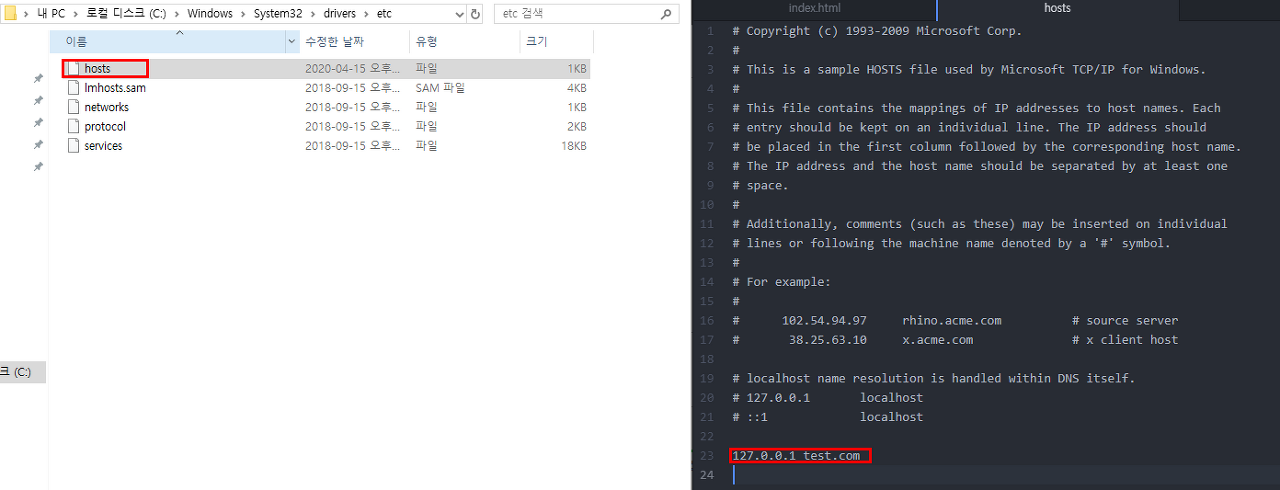 내 PC > 로컬 디스크 (C:) > Windows > System32 > drivers > etc
etc 검색
이름 수정한 날짜 유형 크기
hosts 2020-04-15 오후... 파일 1KB
lmhosts.sam 2018-09-15 오후... SAM 파일 4KB
networks 2018-09-15 오후... 파일 1KB
protocol 2018-09-15 오후... 파일 2KB
services 2018-09-15 오후... 파일 18KB
크 (C:)
index.html hosts
1 # Copyright (c) 1993-2009 Microsoft Corp.
2 #
3 # This is a sample HOSTS file used by Microsoft TCP/IP for Windows.
4 #
5 # This file contains the mappings of IP addresses to host names. Each
6 # entry should be kept on an individual line. The IP address should
7 # be placed in the first column followed by the corresponding host name.
8 # The IP address and the host name should be separated by at least one
9 # space.
10 #
11 # Additionally, comments (such as these) may be inserted on individual
12 # lines or following the machine name denoted by a '#' symbol.
13 #
14 # For example:
15 #
16 #      102.54.94.97     rhino.acme.com          # source server
17 #       38.25.63.10     x.acme.com              # x client host
18
19 # localhost name resolution is handled within DNS itself.
20 # 127.0.0.1       localhost
21 # ::1             localhost
22
23 127.0.0.1 test.com
24